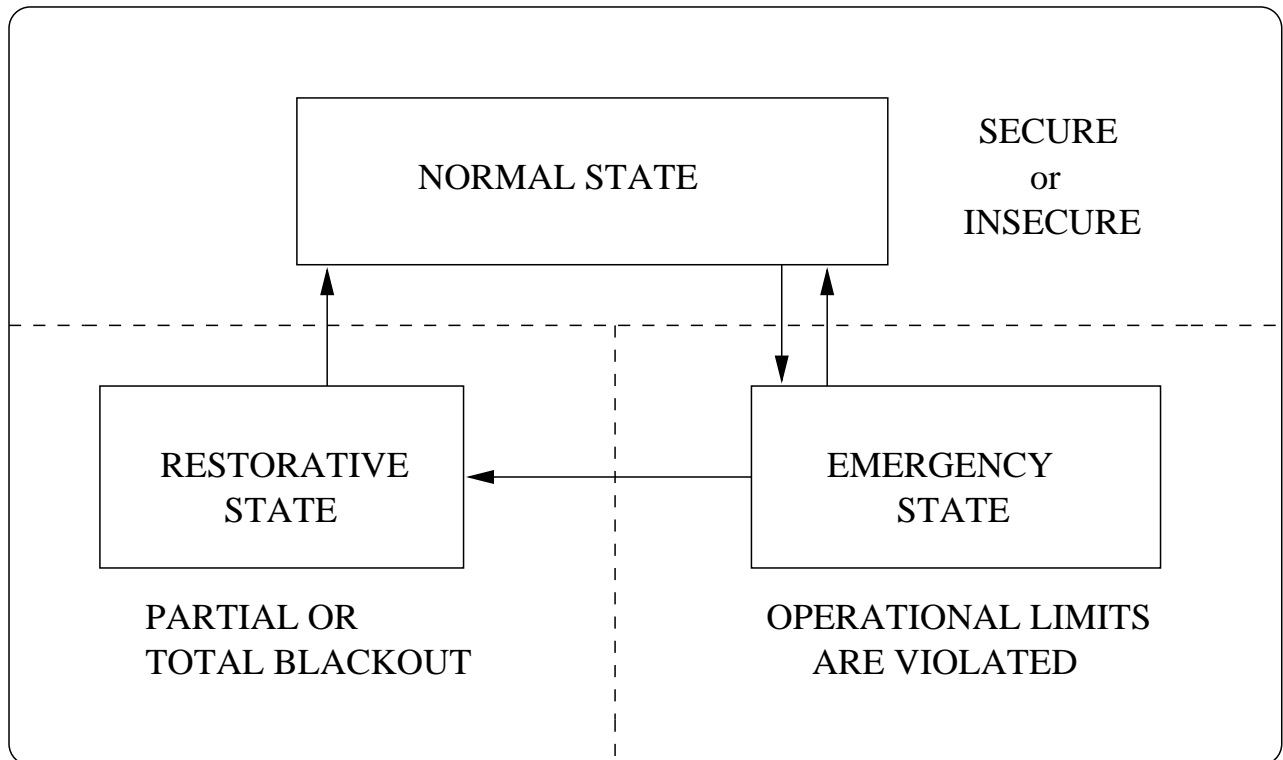 NORMAL STATE
SECURE
or
INSECURE
RESTORATIVE
STATE
EMERGENCY
STATE
PARTIAL OR
TOTAL BLACKOUT
OPERATIONAL LIMITS
ARE VIOLATED